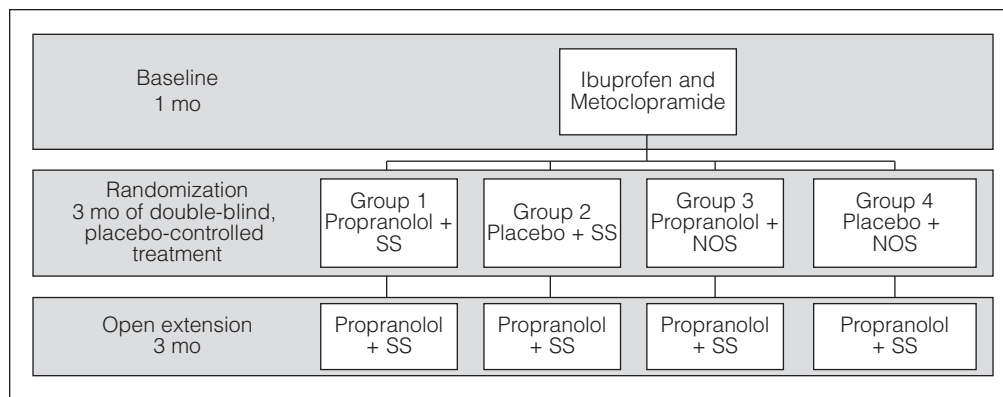 Baseline
1 mo
Ibuprofen and
Metoclopramide
Randomization
3 mo of double-blind,
placebo-controlled
treatment
Group 1
Propranolol +
SS
Group 2
Placebo + SS
Group 3
Propranolol +
NOS
Group 4
Placebo +
NOS
Open extension
3 mo
Propranolol
+ SS
Propranolol
+ SS
Propranolol
+ SS
Propranolol
+ SS